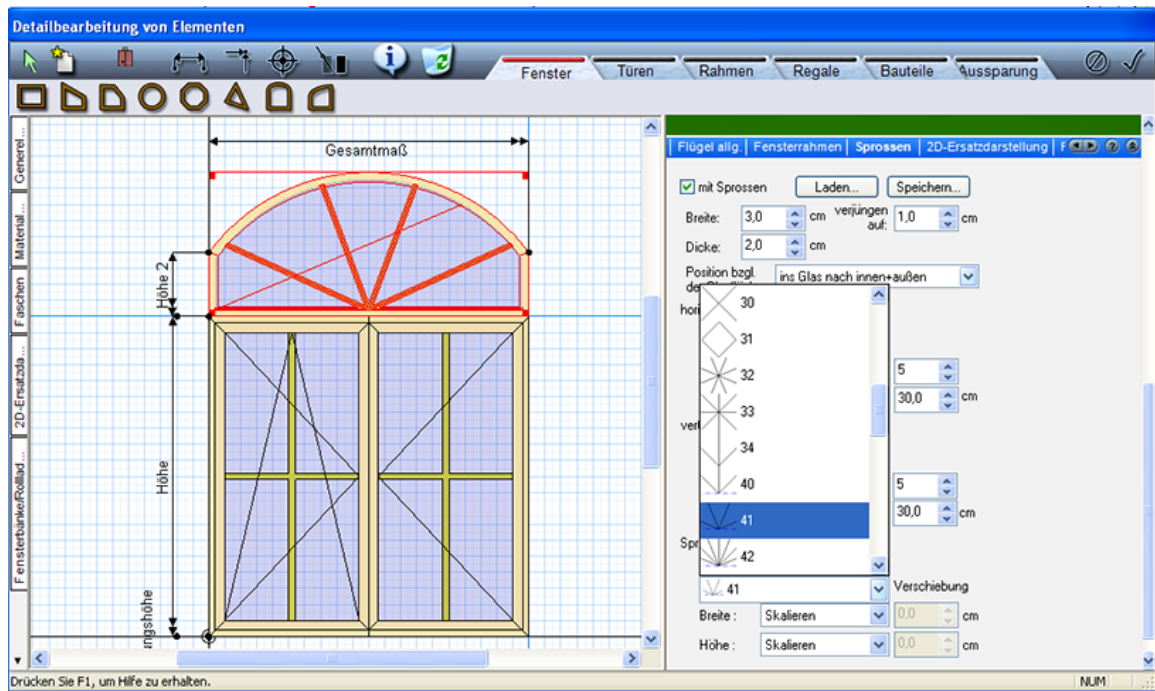 Detailbearbeitung von Elementen
Fenster Türen Rahmen Regale Bauteile Aussparung
Generel...
Material...
Faschen
2D-Ersatzda...
Fensterbänke/Rollad...
Gesamtmaß
Höhe 2
Höhe
ungshöhe
Flügel allg. Fensterrahmen Sprossen 2D-Ersatzdarstellung F
mit Sprossen Laden... Speichern...
Breite: 3,0 cm verjüngen auf: 1,0 cm
Dicke: 2,0 cm
Position bzgl.
ins Glas nach innen+außen
hori
30
31
32
33
34
40
41
42
5
30,0 cm
vert
5
30,0 cm
Spr
41 Verschiebung
Breite : Skalieren 0,0 cm
Höhe : Skalieren 0,0 cm
Drücken Sie F1, um Hilfe zu erhalten. NUM